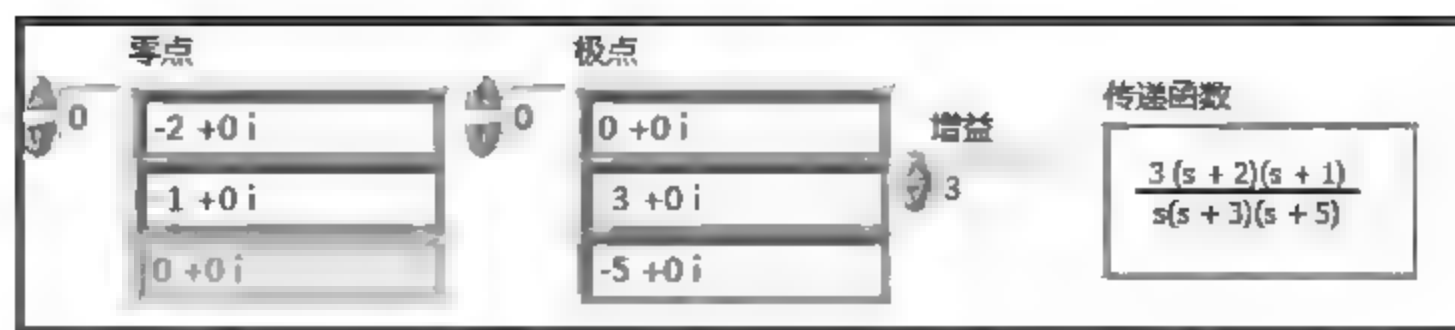 零点
0
-2 +0 i
1 +0 i
0 +0 i
极点
0
0 +0 i
3 +0 i
-5 +0 i
增益
3
传递函数
3 (s + 2)(s + 1)
s(s + 3)(s + 5)